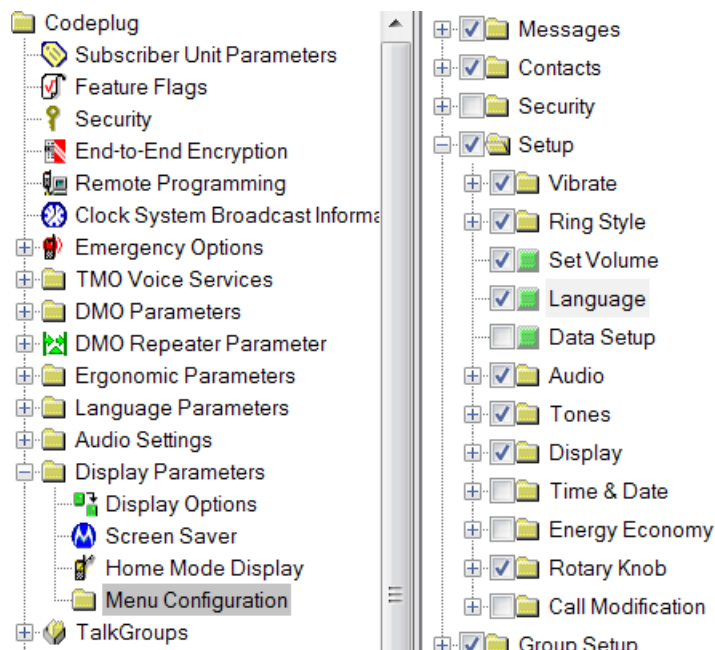 Codeplug
Subscriber Unit Parameters
Feature Flags
Security
End-to-End Encryption
Remote Programming
Clock System Broadcast Informa
Emergency Options
TMO Voice Services
DMO Parameters
DMO Repeater Parameter
Ergonomic Parameters
Language Parameters
Audio Settings
Display Parameters
Display Options
Screen Saver
Home Mode Display
Menu Configuration
TalkGroups
Messages
Contacts
Security
Setup
Vibrate
Ring Style
Set Volume
Language
Data Setup
Audio
Tones
Display
Time & Date
Energy Economy
Rotary Knob
Call Modification
Group Setup